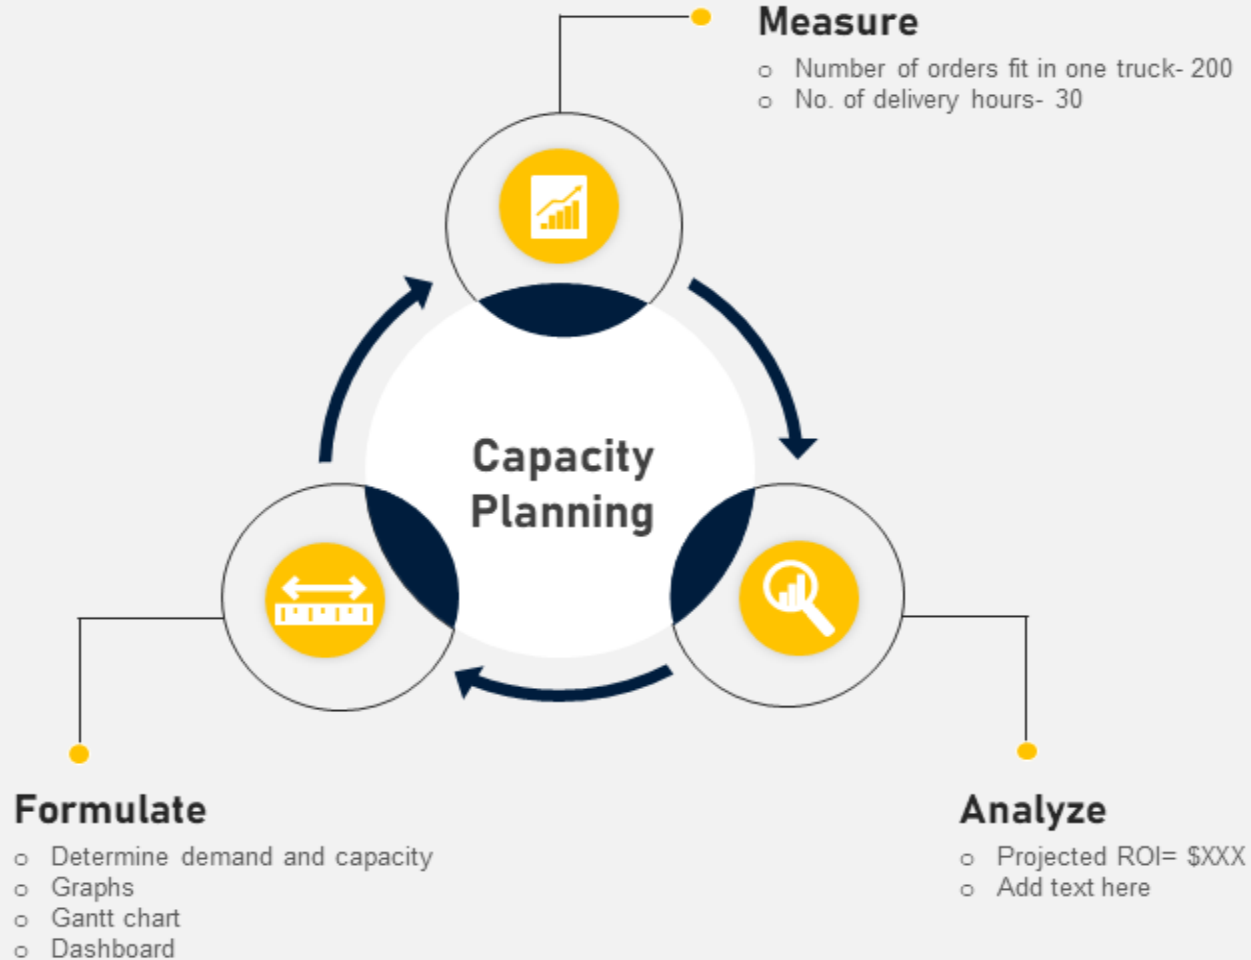 Measure
o Number of orders fit in one truck- 200
o No. of delivery hours- 30
Capacity
Planning
Formulate
o Determine demand and capacity
o Graphs
o Gantt chart
o Dashboard
Analyze
o Projected ROI= $XXX
o Add text here